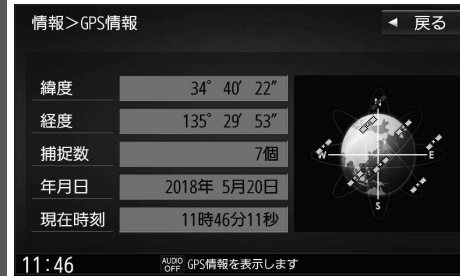 情報＞GPS情報
◀ 戻る
緯度 34° 40′ 22″
経度 135° 29′ 53″
捕捉数 7個
年月日 2018年 5月20日
現在時刻 11時46分11秒
N
W E
S
11:46 AUDIO OFF GPS情報を表示します